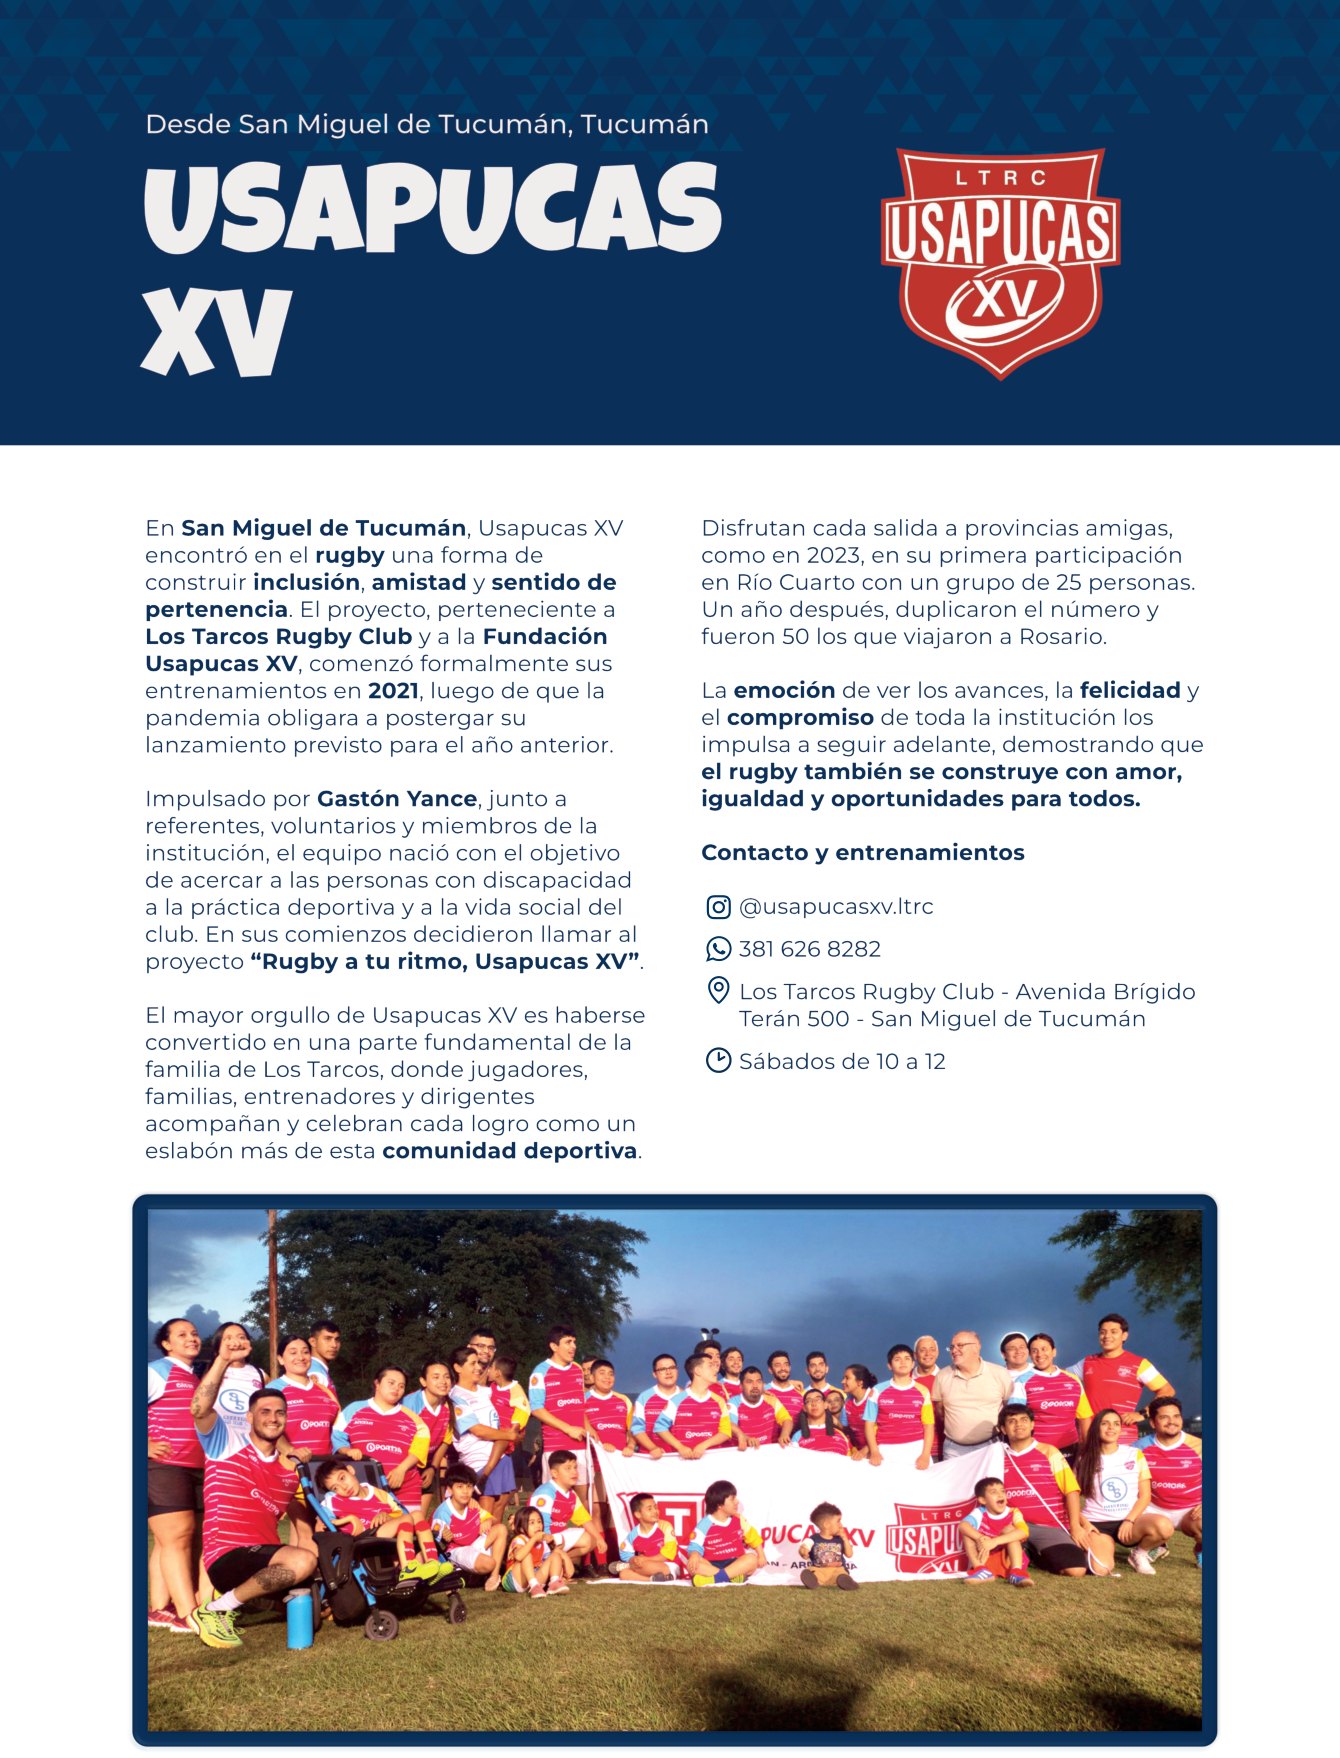 Desde San Miguel de Tucumán, Tucumán
USAPUCAS
XV
LTRC
USAPUCAS
XV
En San Miguel de Tucumán, Usapucas XV
encontró en el rugby una forma de
construir inclusión, amistad y sentido de
pertenencia. El proyecto, perteneciente a
Los Tarcos Rugby Club y a la Fundación
Usapucas XV, comenzó formalmente sus
entrenamientos en 2021, luego de que la
pandemia obligara a postergar su
lanzamiento previsto para el año anterior.
Impulsado por Gastón Yance, junto a
referentes, voluntarios y miembros de la
institución, el equipo nació con el objetivo
de acercar a las personas con discapacidad
a la práctica deportiva y a la vida social del
club. En sus comienzos decidieron llamar al
proyecto “Rugby a tu ritmo, Usapucas XV”.
El mayor orgullo de Usapucas XV es haberse
convertido en una parte fundamental de la
familia de Los Tarcos, donde jugadores,
familias, entrenadores y dirigentes
acompañan y celebran cada logro como un
eslabón más de esta comunidad deportiva.
Disfrutan cada salida a provincias amigas,
como en 2023, en su primera participación
en Río Cuarto con un grupo de 25 personas.
Un año después, duplicaron el número y
fueron 50 los que viajaron a Rosario.
La emoción de ver los avances, la felicidad y
el compromiso de toda la institución los
impulsa a seguir adelante, demostrando que
el rugby también se construye con amor,
igualdad y oportunidades para todos.
Contacto y entrenamientos
@usapucasxv.ltrc
381 626 8282
Los Tarcos Rugby Club - Avenida Brígido
Terán 500 - San Miguel de Tucumán
Sábados de 10 a 12
LTRC
XV
XV